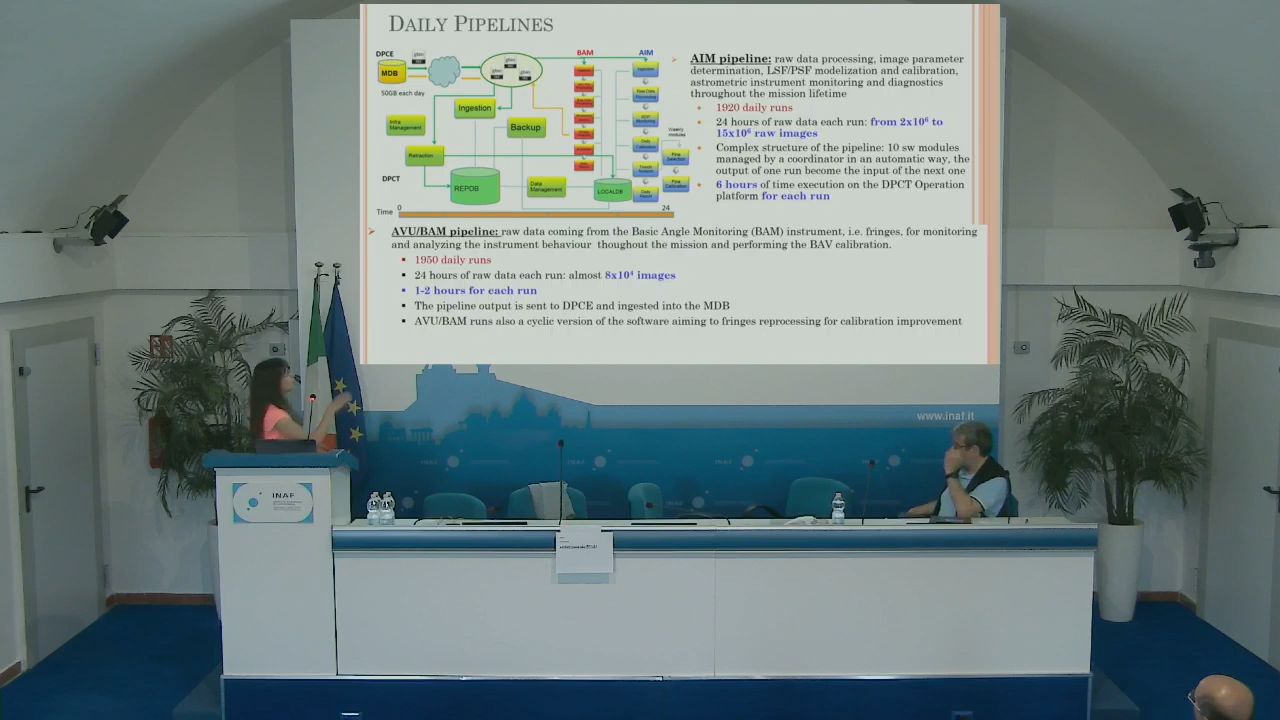 DAILY PIPELINES
DPCE
MDB
50GB each day
Infra Management
Ingestion
Backup
Retraction
DPCT
REPDB
Data Management
LOCALDB
BAM
AIM
Weekly modules
Time
0
24
AIM pipeline: raw data processing, image parameter
determination, LSF/PSF modelization and calibration,
astrometric instrument monitoring and diagnostics
throughout the mission lifetime
1920 daily runs
24 hours of raw data each run: from 2x10⁶ to
15x10⁶ raw images
Complex structure of the pipeline: 10 sw modules
managed by a coordinator in an automatic way, the
output of one run become the input of the next one
6 hours of time execution on the DPCT Operation
platform for each run
AVU/BAM pipeline: raw data coming from the Basic Angle Monitoring (BAM) instrument, i.e. fringes, for monitoring
and analyzing the instrument behaviour thoughout the mission and performing the BAV calibration.
1950 daily runs
24 hours of raw data each run: almost 8x10⁴ images
1-2 hours for each run
The pipeline output is sent to DPCE and ingested into the MDB
AVU/BAM runs also a cyclic version of the software aiming to fringes reprocessing for calibration improvement
www.inaf.it
INAF